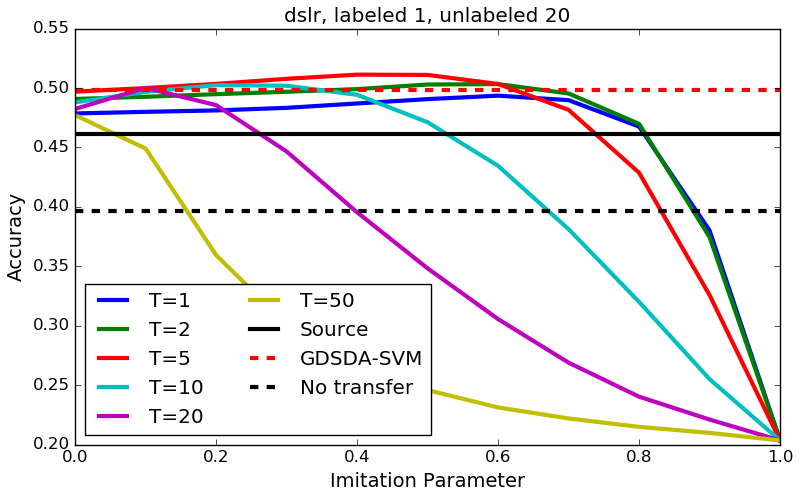 dslr, labeled 1, unlabeled 20
0.55
0.50
0.45
0.40
0.35
0.30
0.25
0.20
Accuracy
T=1
T=2
T=5
T=10
T=20
T=50
Source
GDSDA-SVM
No transfer
0.0 0.2 0.4 0.6 0.8 1.0
Imitation Parameter